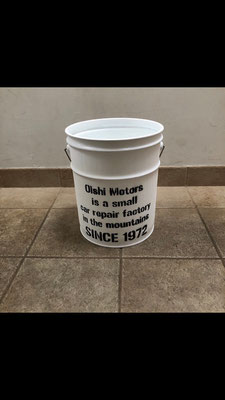 Oishi Motors
is a small
car repair factory
in the mountains
SINCE 1972